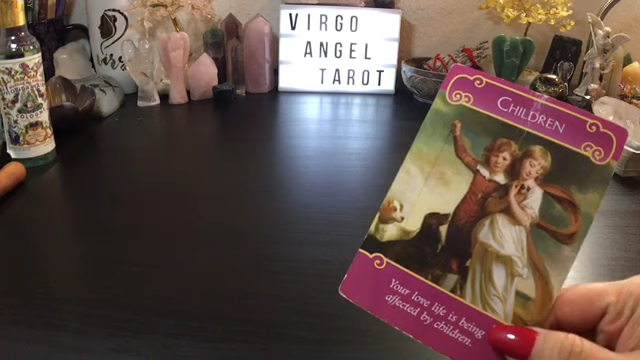 VIRGO
ANGEL
TAROT
CHILDREN
Your love life is being
affected by children.